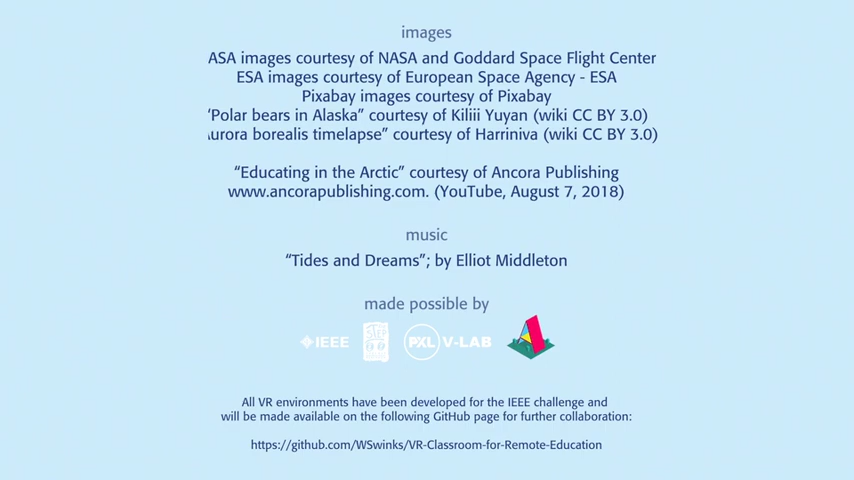 images
ASA images courtesy of NASA and Goddard Space Flight Center
ESA images courtesy of European Space Agency - ESA
Pixabay images courtesy of Pixabay
“Polar bears in Alaska” courtesy of Kiliii Yuyan (wiki CC BY 3.0)
urora borealis timelapse” courtesy of Harriniva (wiki CC BY 3.0)
“Educating in the Arctic” courtesy of Ancora Publishing
www.ancorapublishing.com. (YouTube, August 7, 2018)
music
“Tides and Dreams”; by Elliot Middleton
made possible by
IEEE PXL V-LAB
All VR environments have been developed for the IEEE challenge and
will be made available on the following GitHub page for further collaboration:
https://github.com/WSwinks/VR-Classroom-for-Remote-Education